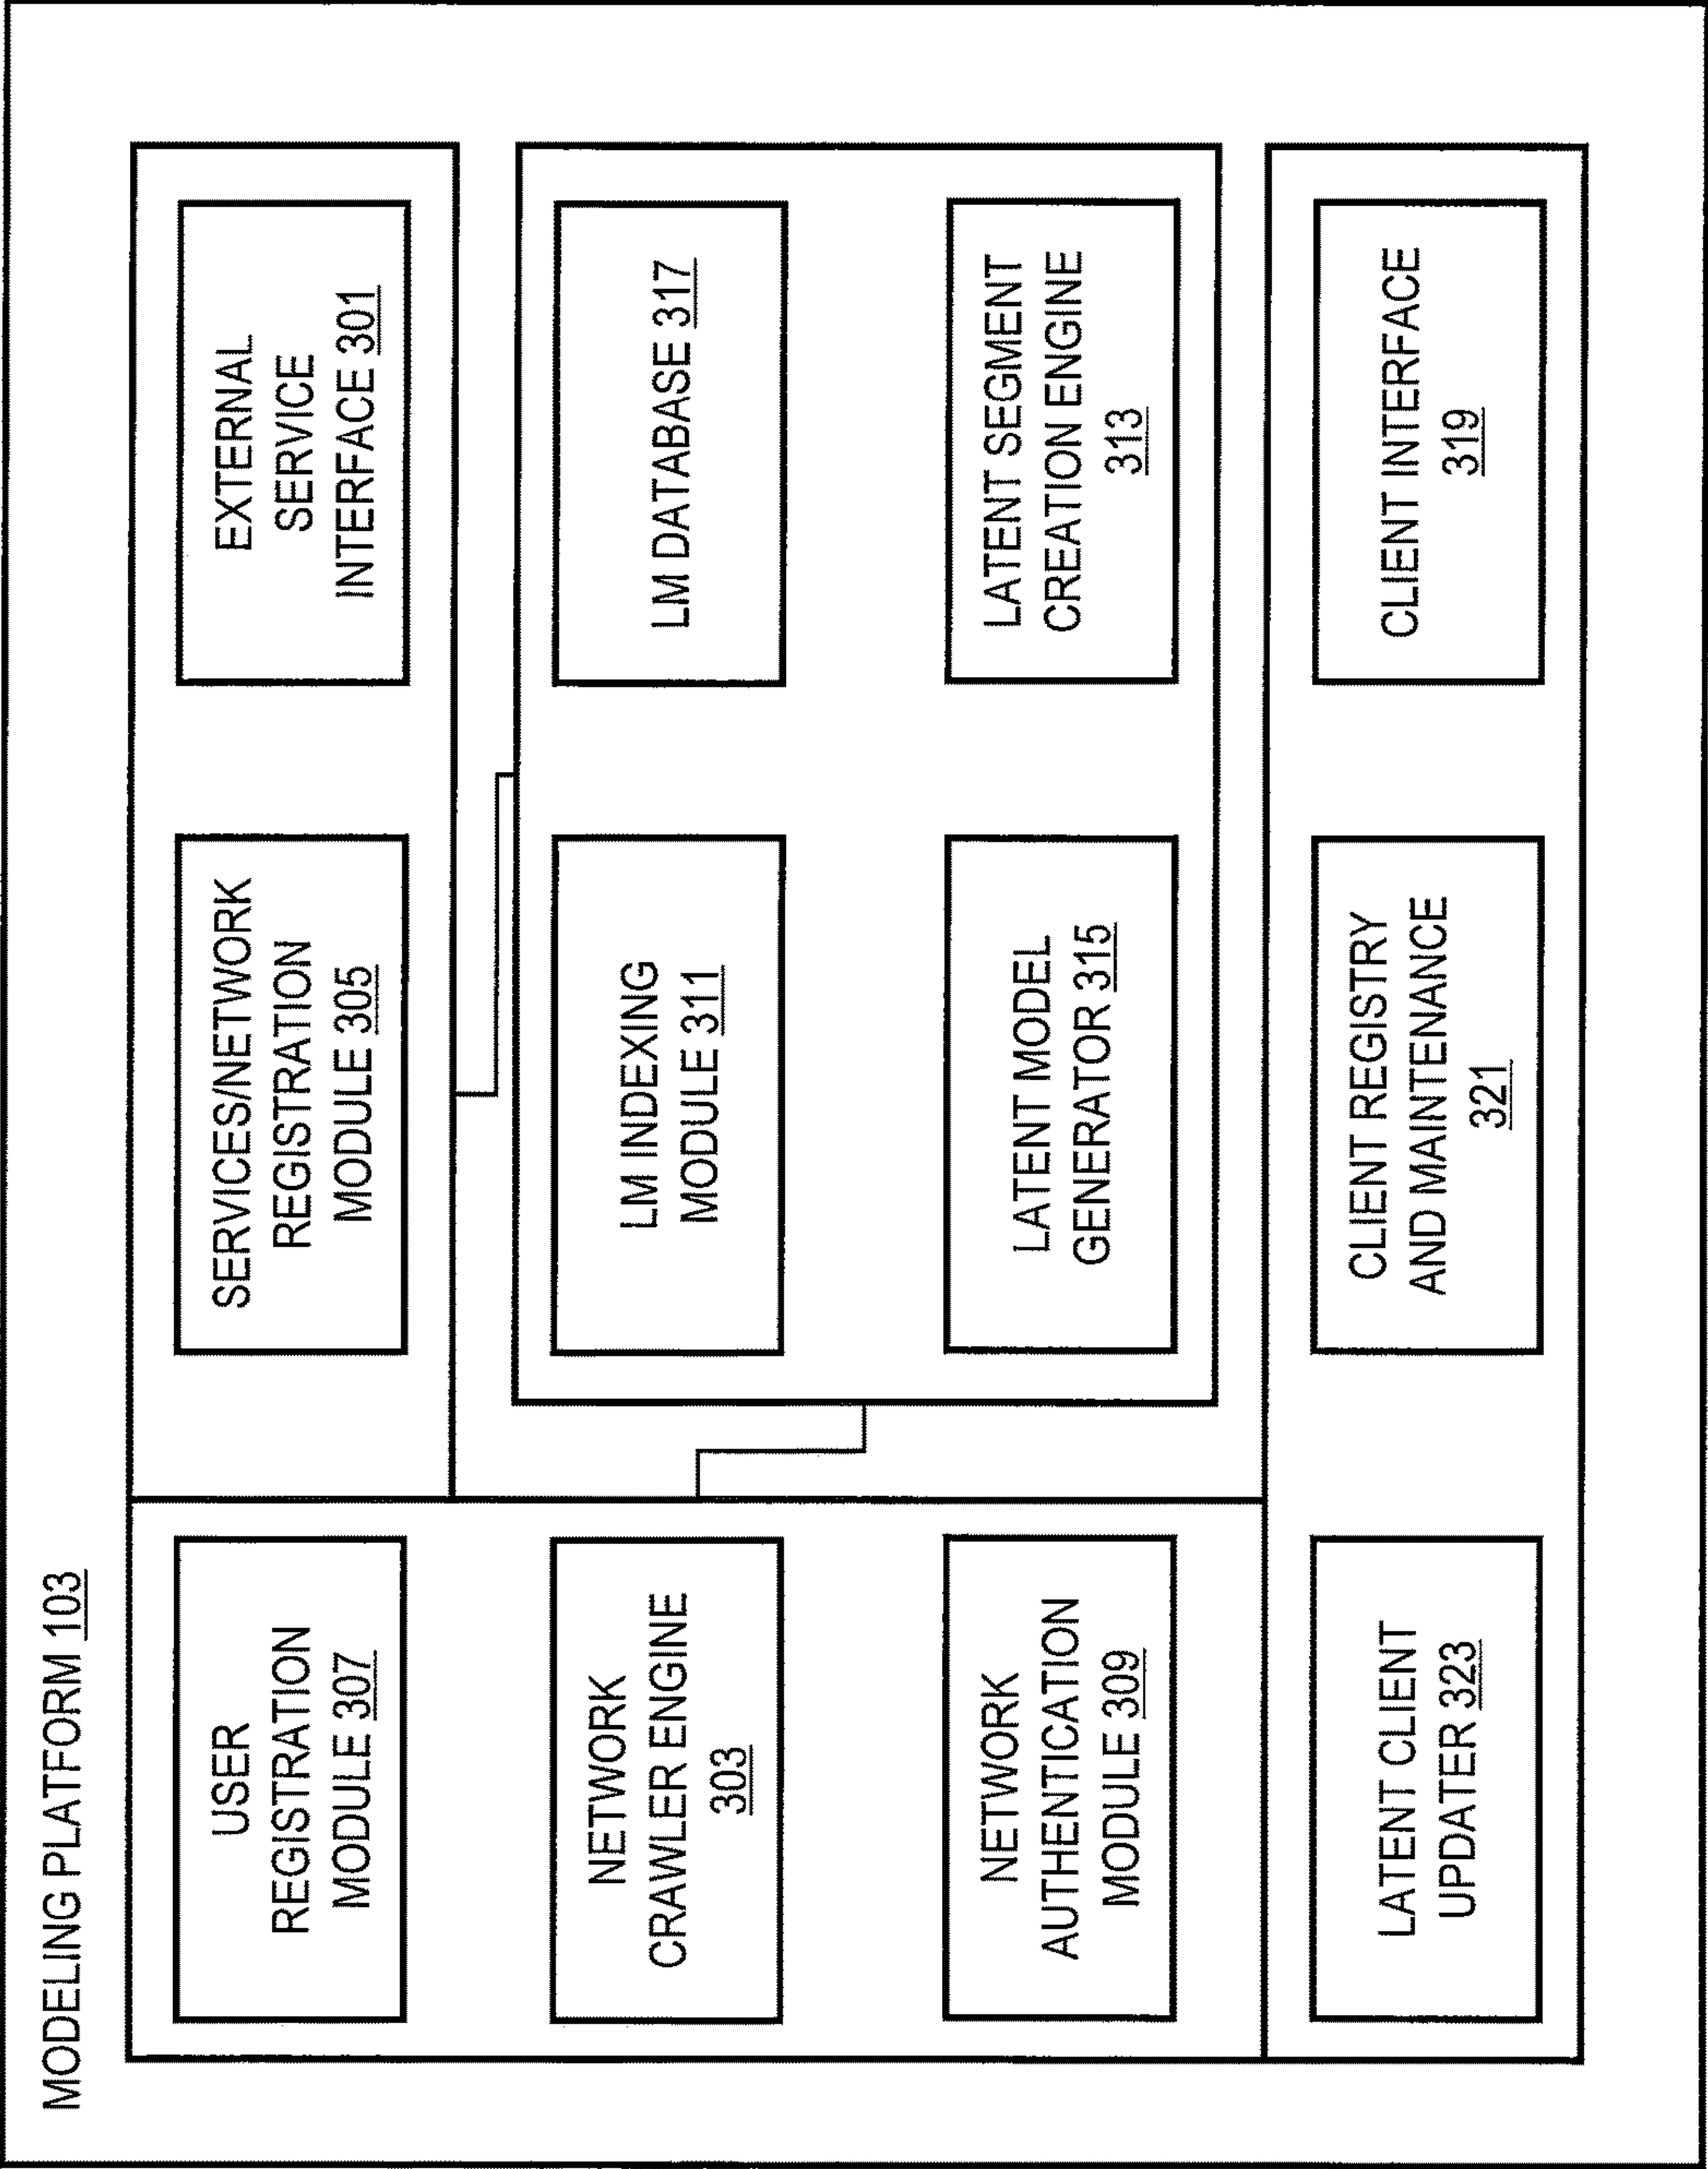 MODELING PLATFORM 103
USER
REGISTRATION
MODULE 307
SERVICES/NETWORK
REGISTRATION
MODULE 305
EXTERNAL
SERVICE
INTERFACE 301
NETWORK
CRAWLER ENGINE
303
LM INDEXING
MODULE 311
LM DATABASE 317
NETWORK
AUTHENTICATION
MODULE 309
LATENT MODEL
GENERATOR 315
LATENT SEGMENT
CREATION ENGINE
313
LATENT CLIENT
UPDATER 323
CLIENT REGISTRY
AND MAINTENANCE
321
CLIENT INTERFACE
319